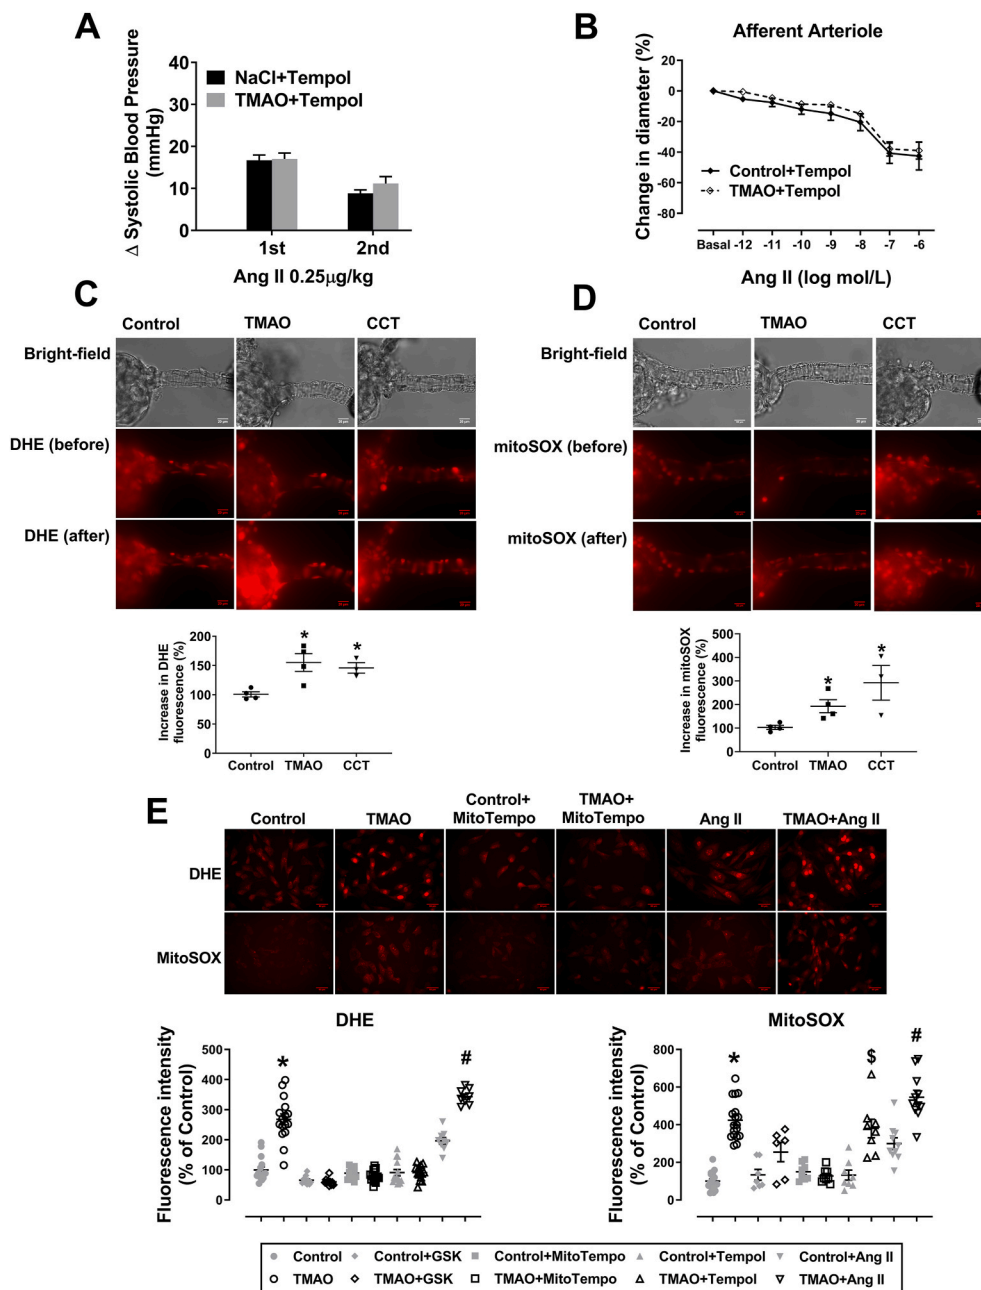 A
Δ Systolic Blood Pressure
(mmHg)
40
30
20
10
0
NaCl+Tempol
TMAO+Tempol
1st
2nd
Ang II 0.25μg/kg
B
Afferent Arteriole
Change in diameter (%)
20
0
-20
-40
-60
-80
Control+Tempol
TMAO+Tempol
Basal -12 -11 -10 -9 -8 -7 -6
Ang II (log mol/L)
C
Control TMAO CCT
Bright-field
DHE (before)
DHE (after)
Increase in DHE
fluorescence (%)
200
150
100
50
0
* *
Control TMAO CCT
D
Control TMAO CCT
Bright-field
mitoSOX (before)
mitoSOX (after)
Increase in mitoSOX
fluorescence (%)
500
400
300
200
100
0
* *
Control TMAO CCT
E
Control TMAO Control+ MitoTempo TMAO+ MitoTempo Ang II TMAO+Ang II
DHE
MitoSOX
DHE
Fluorescence intensity
(% of Control)
500
400
300
200
100
0
* #
MitoSOX
Fluorescence intensity
(% of Control)
800
600
400
200
0
* $ #
Control Control+GSK Control+MitoTempo Control+Tempol Control+Ang II
TMAO TMAO+GSK TMAO+MitoTempo TMAO+Tempol TMAO+Ang II